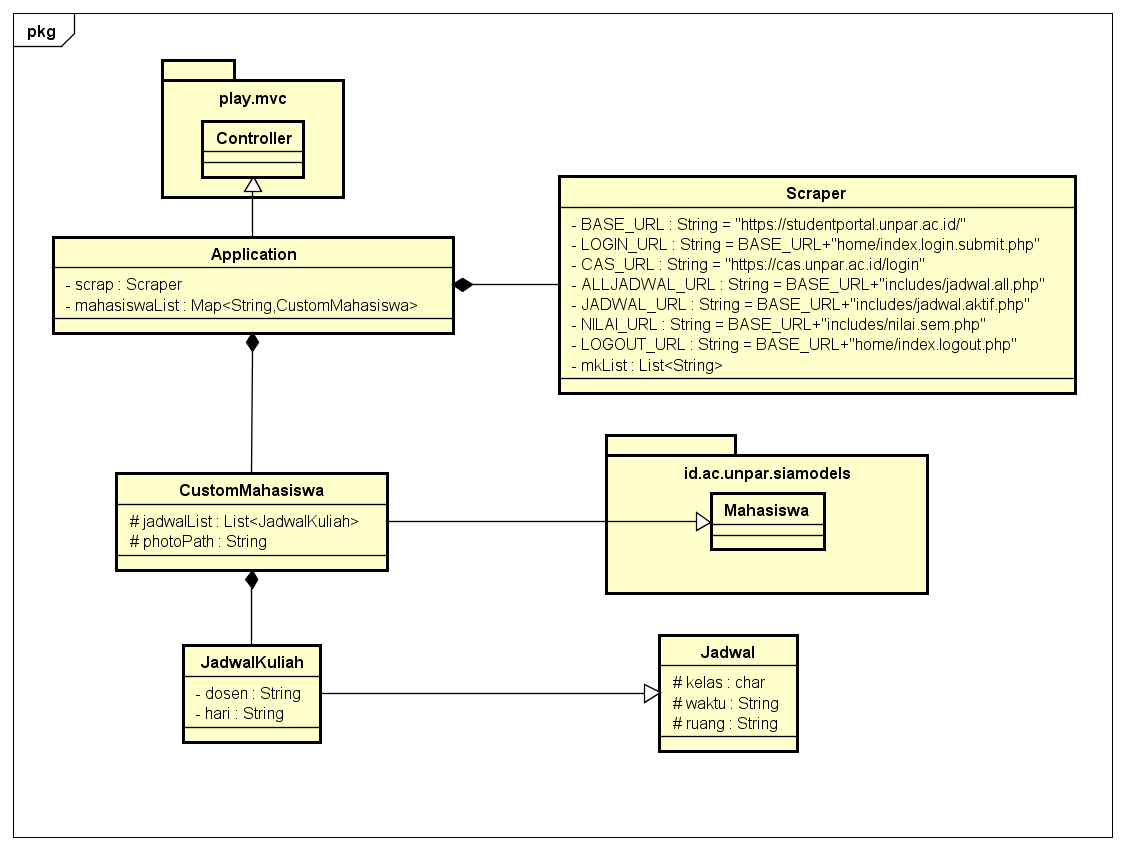 pkg
play.mvc
Controller
Application
- scrap : Scraper
- mahasiswaList : Map<String,CustomMahasiswa>
Scraper
- BASE_URL : String = "https://studentportal.unpar.ac.id/"
- LOGIN_URL : String = BASE_URL+"home/index.login.submit.php"
- CAS_URL : String = "https://cas.unpar.ac.id/login"
- ALLJADWAL_URL : String = BASE_URL+"includes/jadwal.all.php"
- JADWAL_URL : String = BASE_URL+"includes/jadwal.aktif.php"
- NILAI_URL : String = BASE_URL+"includes/nilai.sem.php"
- LOGOUT_URL : String = BASE_URL+"home/index.logout.php"
- mkList : List<String>
CustomMahasiswa
# jadwalList : List<JadwalKuliah>
# photoPath : String
id.ac.unpar.siamodels
Mahasiswa
JadwalKuliah
- dosen : String
- hari : String
Jadwal
# kelas : char
# waktu : String
# ruang : String